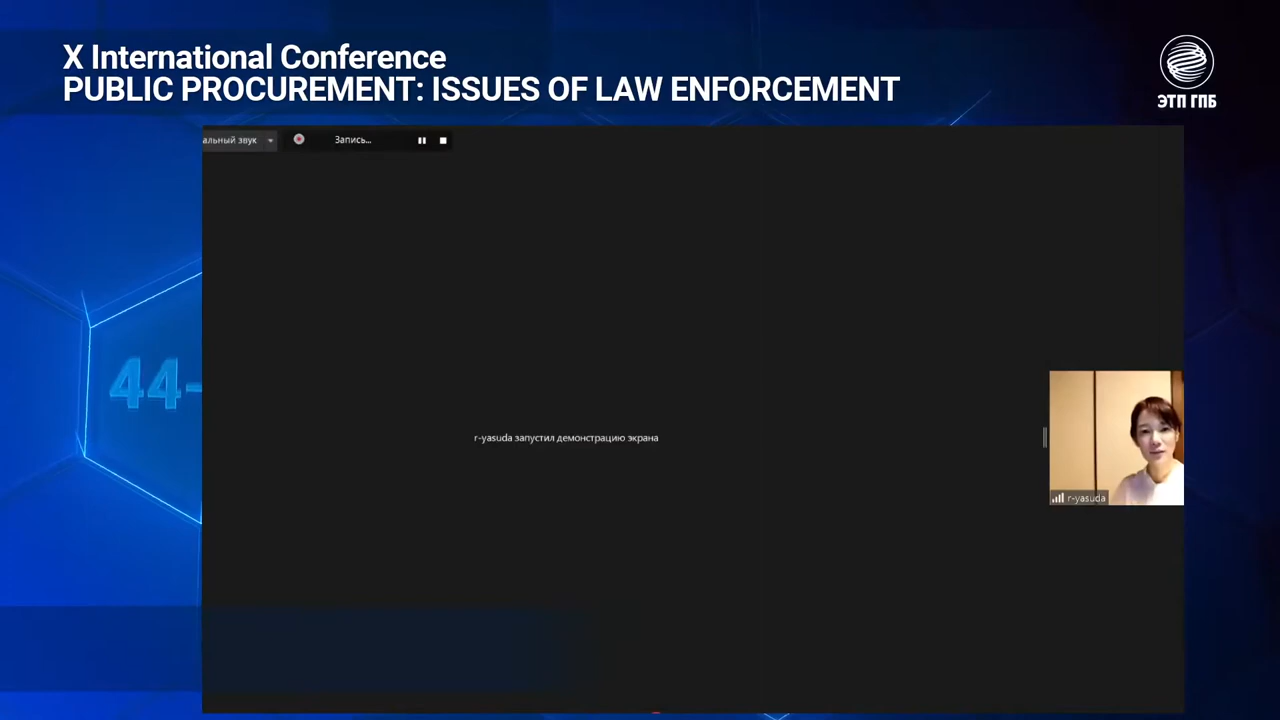 X International Conference
PUBLIC PROCUREMENT: ISSUES OF LAW ENFORCEMENT
ЭТП ГПБ
альный звук
Запись...
44-
r-yasuda запустил демонстрацию экрана
r-yasuda